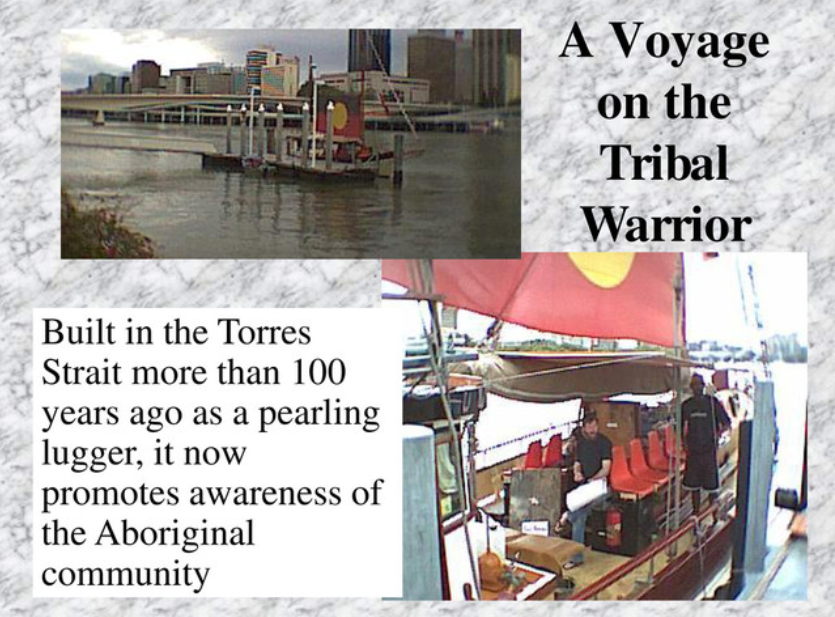 A Voyage
on the
Tribal
Warrior
Built in the Torres
Strait more than 100
years ago as a pearling
lugger, it now
promotes awareness of
the Aboriginal
community